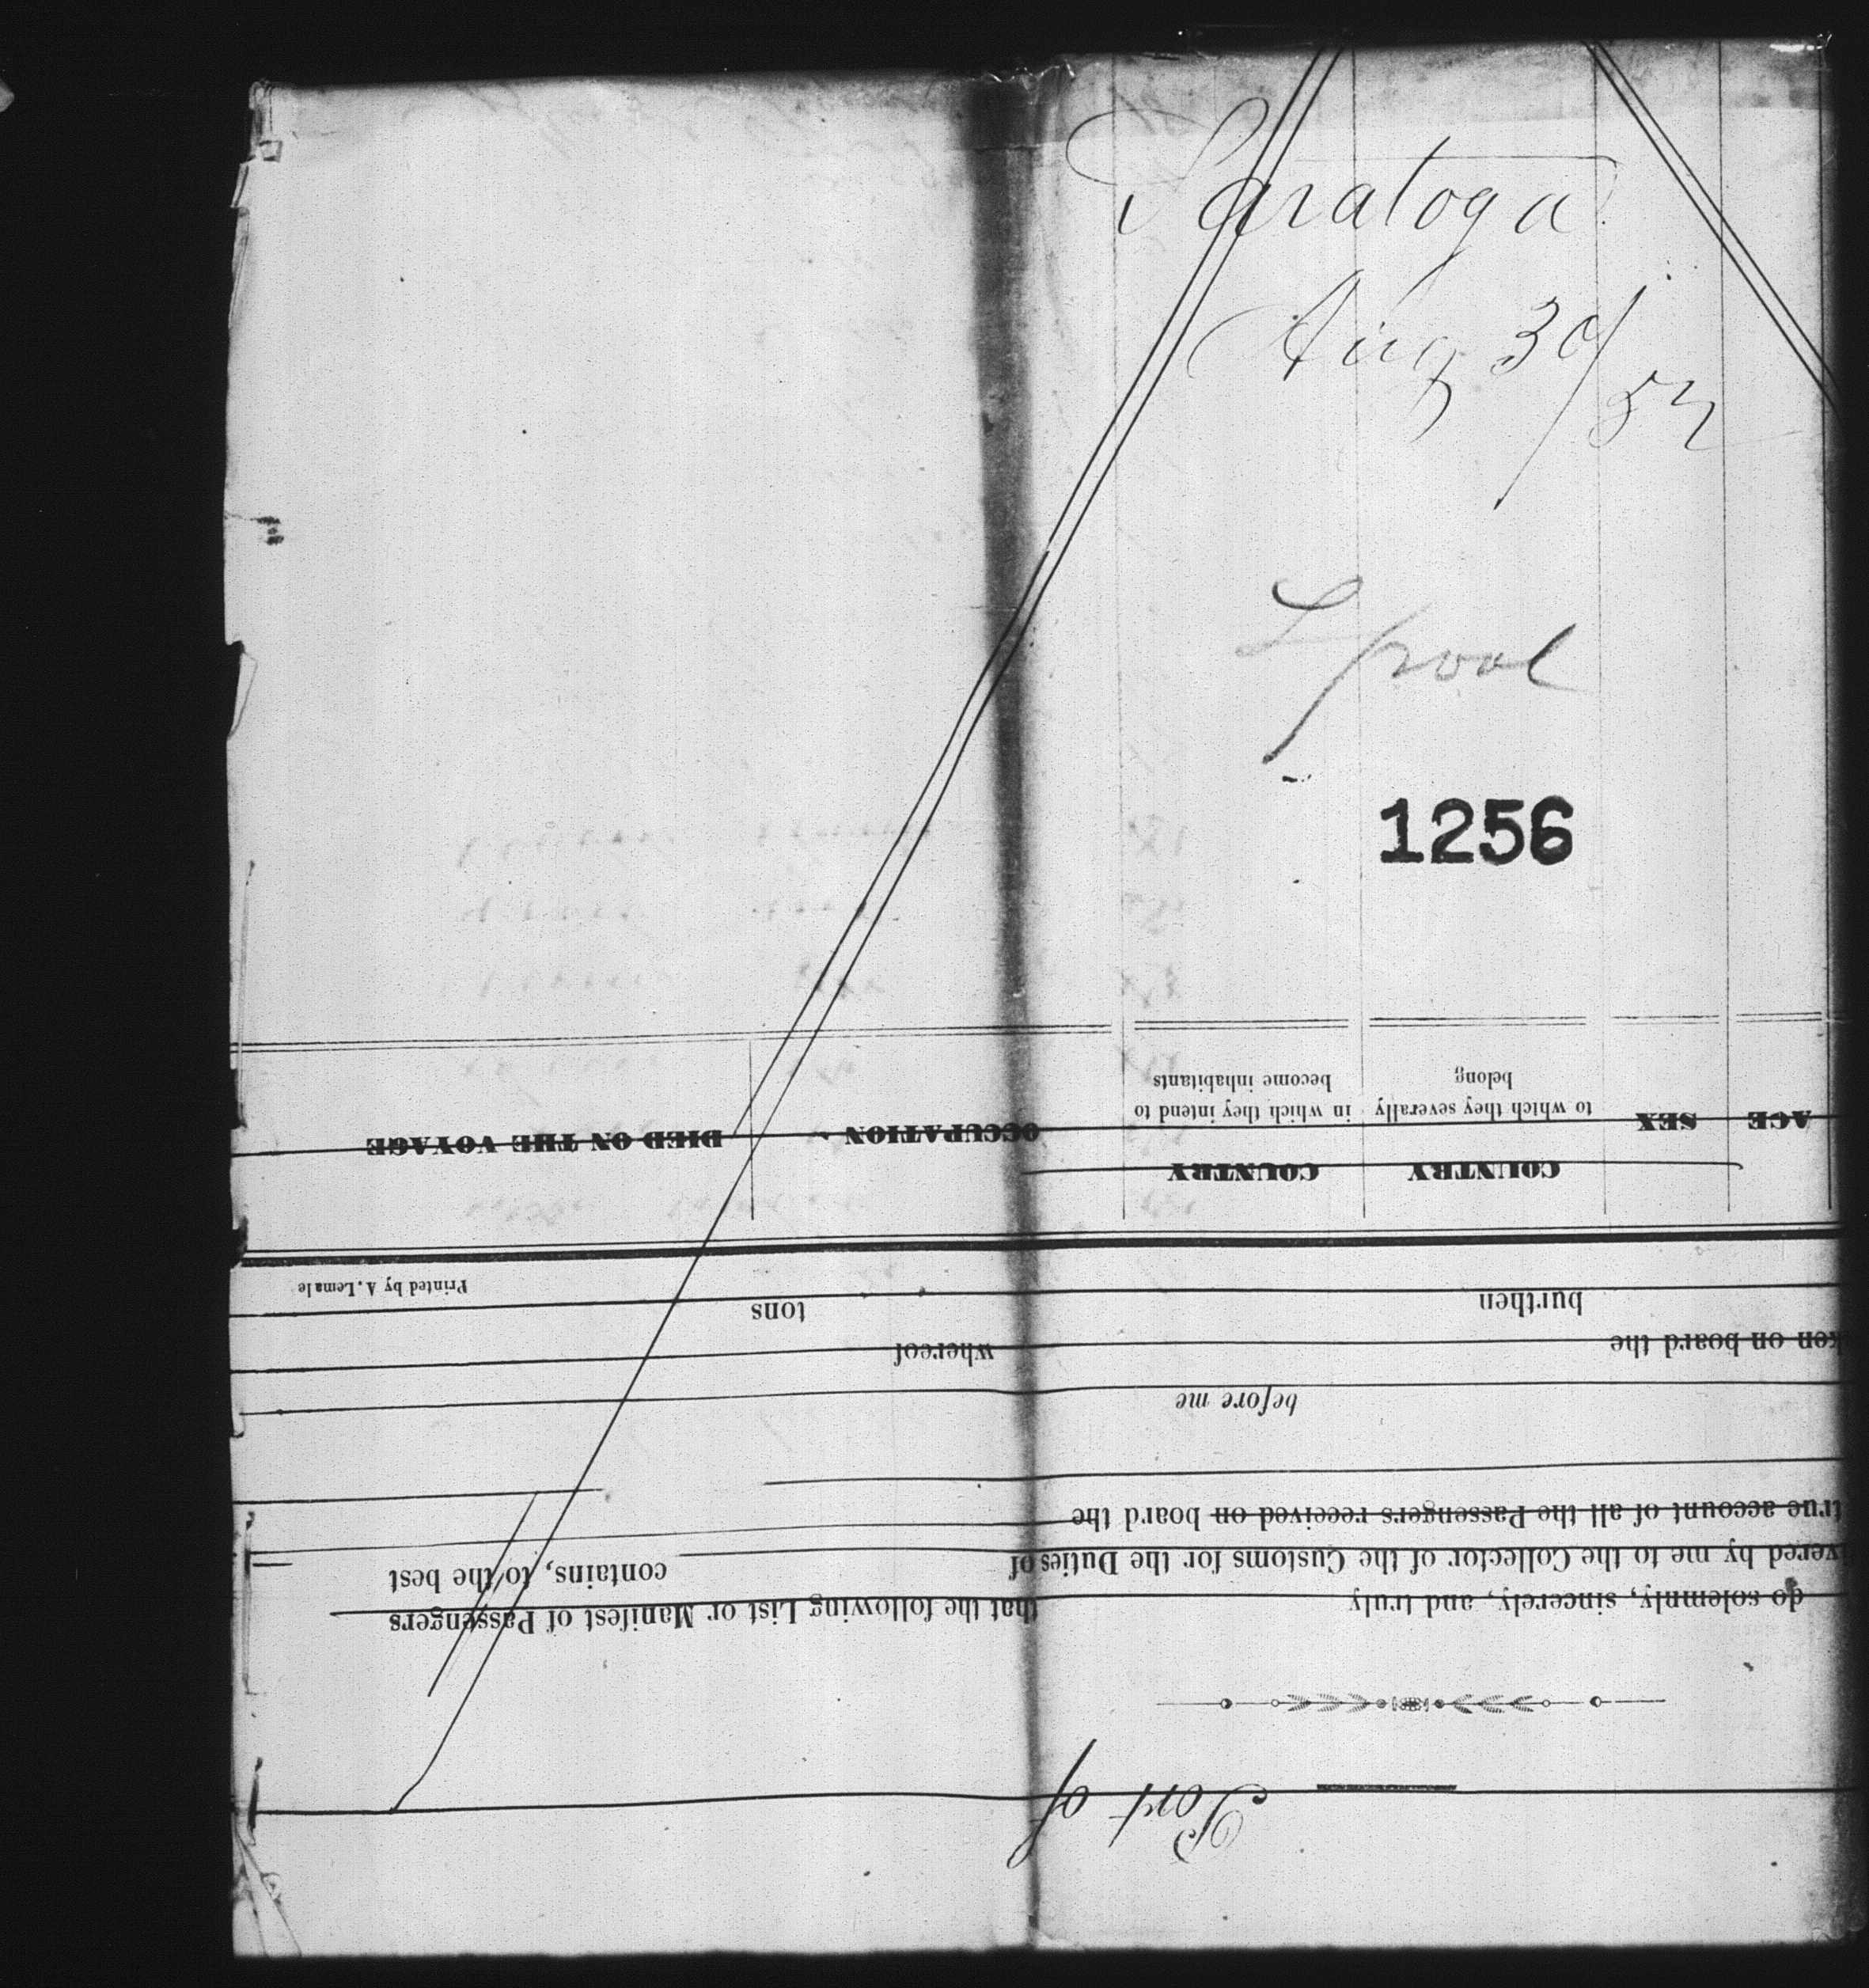 Saratoga
Aug 30/52
Lpool
1256
Port of
do solemnly, sincerely, and truly that the following List or Manifest of Passengers
ivered by me to the Collector of the Customs for the Duties of contains, to the best
true account of all the Passengers received on board the
before me
ken on board the whereof
burthen tons
Printed by A. Lemale
AGE SEX COUNTRY to which they severally belong COUNTRY in which they intend to become inhabitants OCCUPATION DIED ON THE VOYAGE